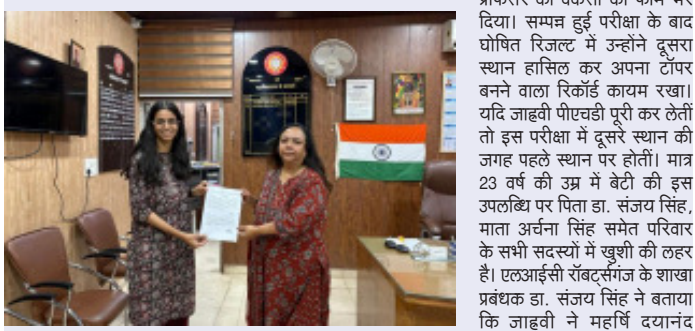 प्रोफेसर की वैकेंसी का फॉर्म भर
दिया। सम्पन्न हुई परीक्षा के बाद
घोषित रिजल्ट में उन्होंने दूसरा
स्थान हासिल कर अपना टॉपर
बनने वाला रिकॉर्ड कायम रखा।
यदि जाह्नवी पीएचडी पूरी कर लेतीं
तो इस परीक्षा में दूसरे स्थान की
जगह पहले स्थान पर होतीं। मात्र
23 वर्ष की उम्र में बेटी की इस
उपलब्धि पर पिता डा. संजय सिंह,
माता अर्चना सिंह समेत परिवार
के सभी सदस्यों में खुशी की लहर
है। एलआईसी रॉबर्ट्सगंज के शाखा
प्रबंधक डा. संजय सिंह ने बताया
कि जाह्नवी ने महर्षि दयानंद